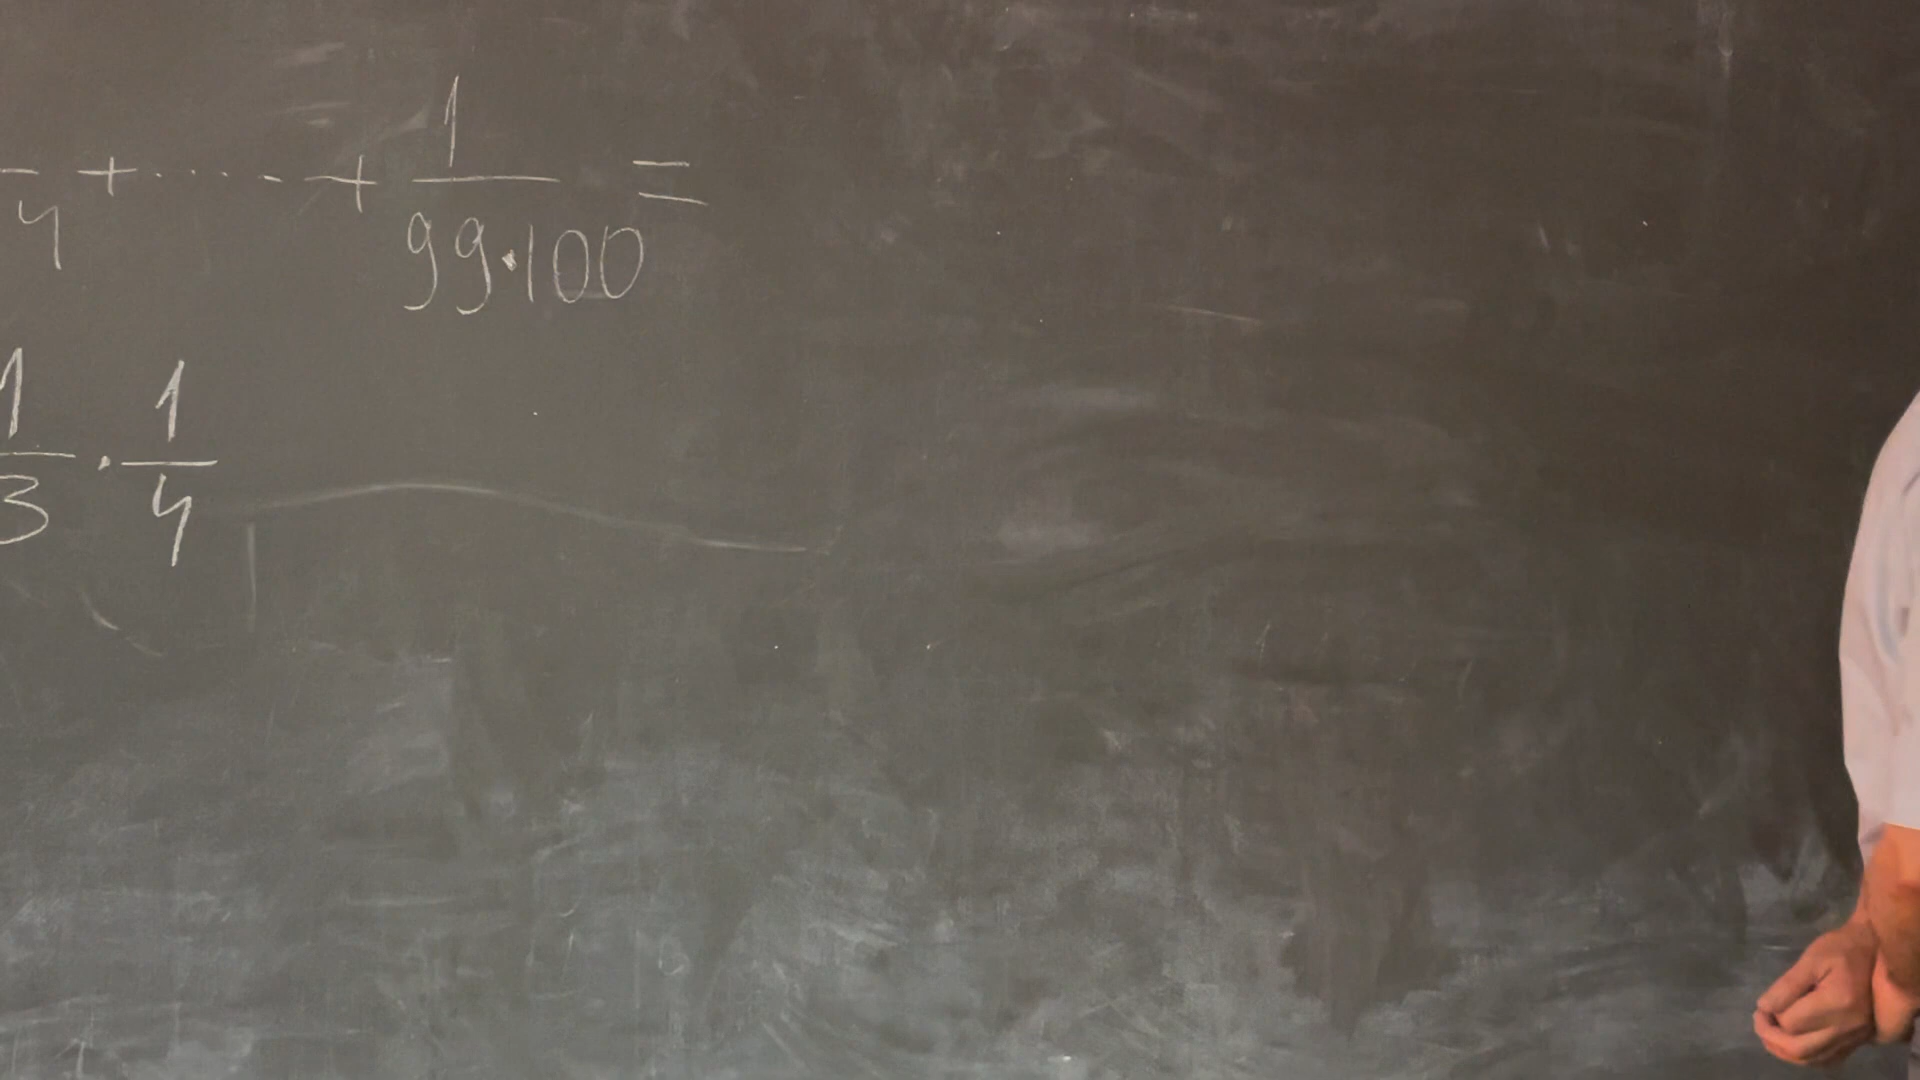 4 + ..... + 1/(99·100) =
1/3 · 1/4